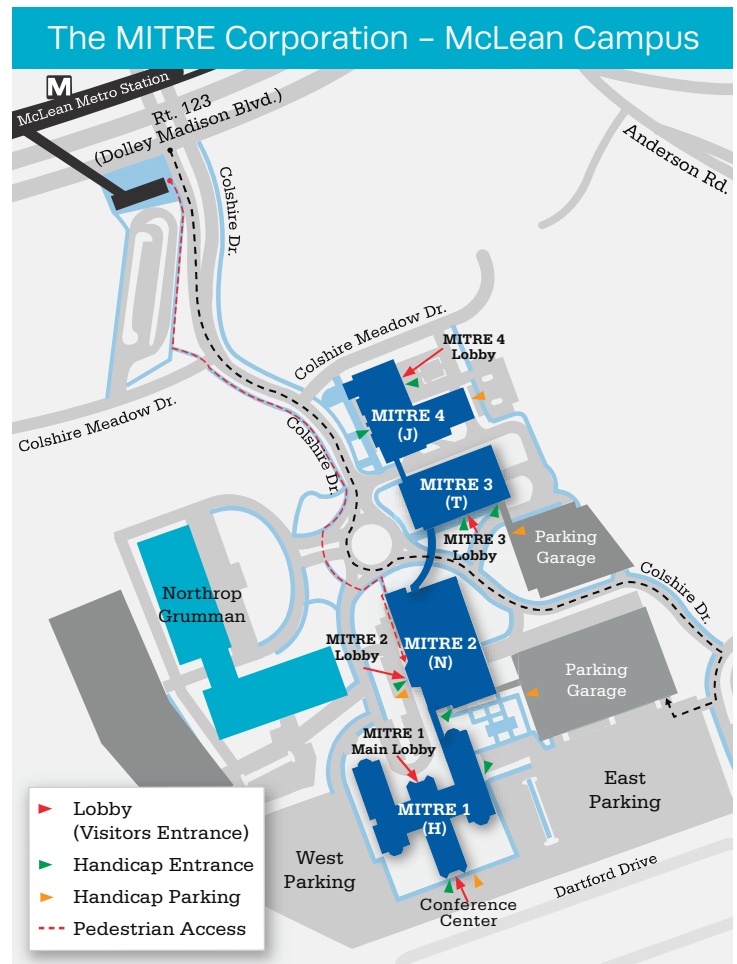 The MITRE Corporation – McLean Campus
M
McLean Metro Station
Rt. 123
(Dolley Madison Blvd.)
Anderson Rd.
Colshire Dr.
Colshire Meadow Dr.
MITRE 4
Lobby
MITRE 4
(J)
Colshire Meadow Dr.
Colshire Dr.
MITRE 3
(T)
MITRE 3
Lobby
Parking
Garage
Colshire Dr.
Northrop
Grumman
MITRE 2
Lobby
MITRE 2
(N)
Parking
Garage
MITRE 1
Main Lobby
MITRE 1
(H)
East
Parking
West
Parking
Dartford Drive
Conference
Center
Lobby
(Visitors Entrance)
Handicap Entrance
Handicap Parking
Pedestrian Access